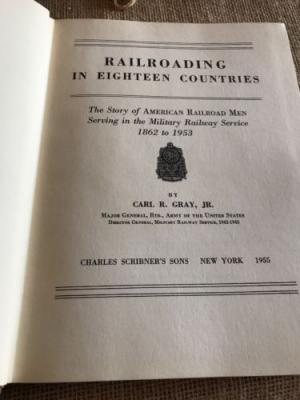 RAILROADING
IN EIGHTEEN COUNTRIES
The Story of AMERICAN RAILROAD MEN
Serving in the Military Railway Service
1862 to 1953
BY
CARL R. GRAY, JR.
MAJOR GENERAL, RTD., ARMY OF THE UNITED STATES
DIRECTOR GENERAL, MILITARY RAILWAY SERVICE, 1942-1945
CHARLES SCRIBNER'S SONS NEW YORK 1955